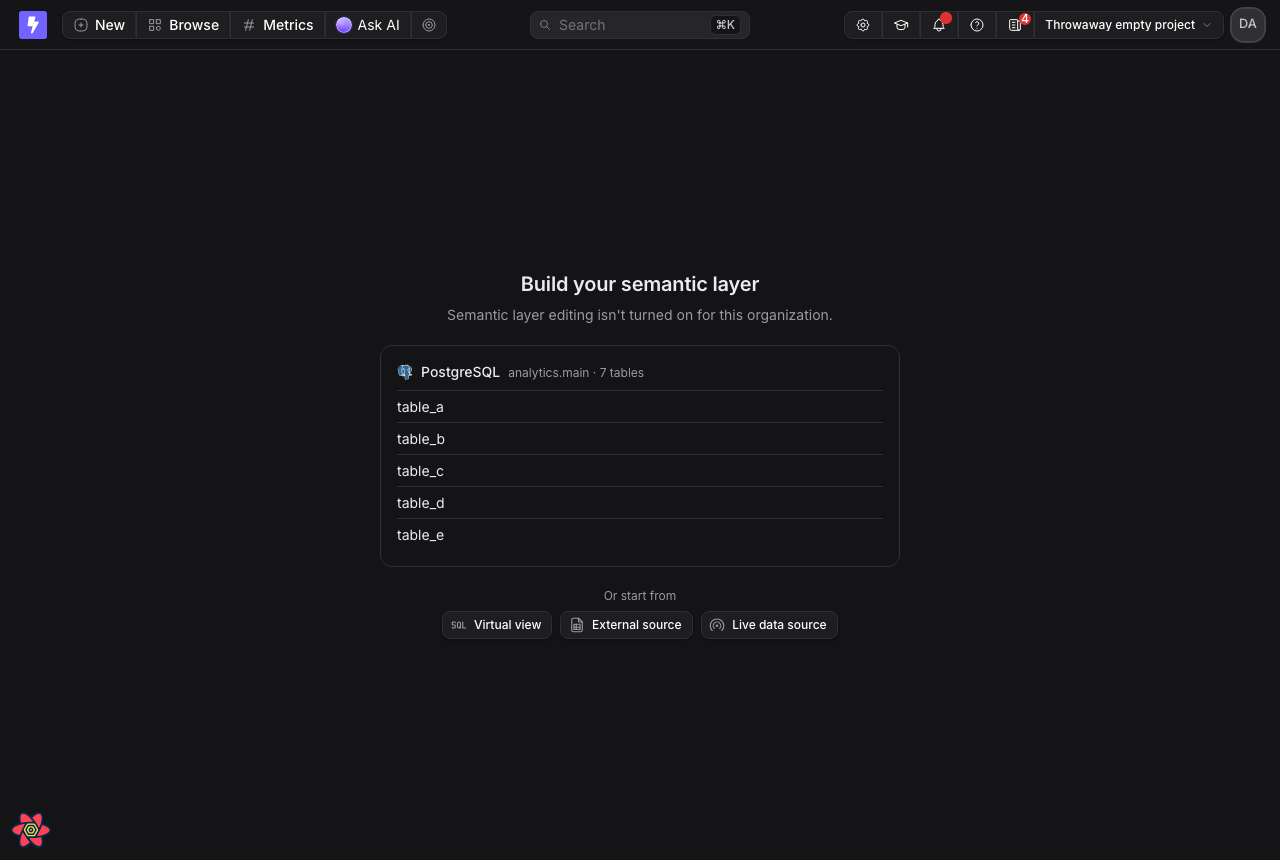 New Browse Metrics Ask AI Search ⌘K 4 Throwaway empty project DA
Build your semantic layer
Semantic layer editing isn't turned on for this organization.
PostgreSQL analytics.main · 7 tables
table_a
table_b
table_c
table_d
table_e
Or start from
SQL Virtual view External source Live data source